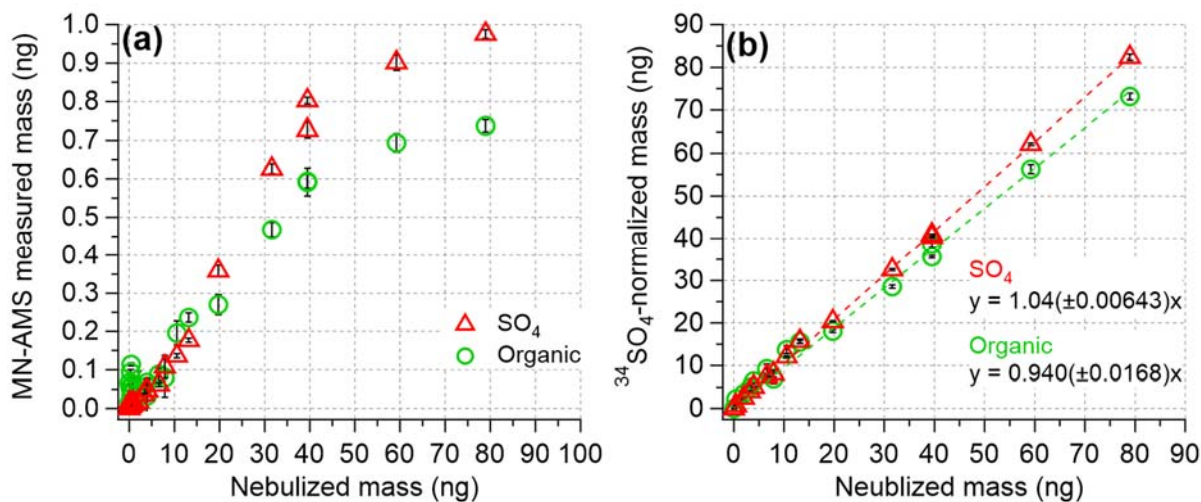 (a)
MN-AMS measured mass (ng)
1.0
0.9
0.8
0.7
0.6
0.5
0.4
0.3
0.2
0.1
0.0
SO4
Organic
0 10 20 30 40 50 60 70 80 90 100
Nebulized mass (ng)
(b)
34SO4-normalized mass (ng)
90
80
70
60
50
40
30
20
10
0
SO4
y = 1.04(±0.00643)x
Organic
y = 0.940(±0.0168)x
0 10 20 30 40 50 60 70 80 90
Neublized mass (ng)